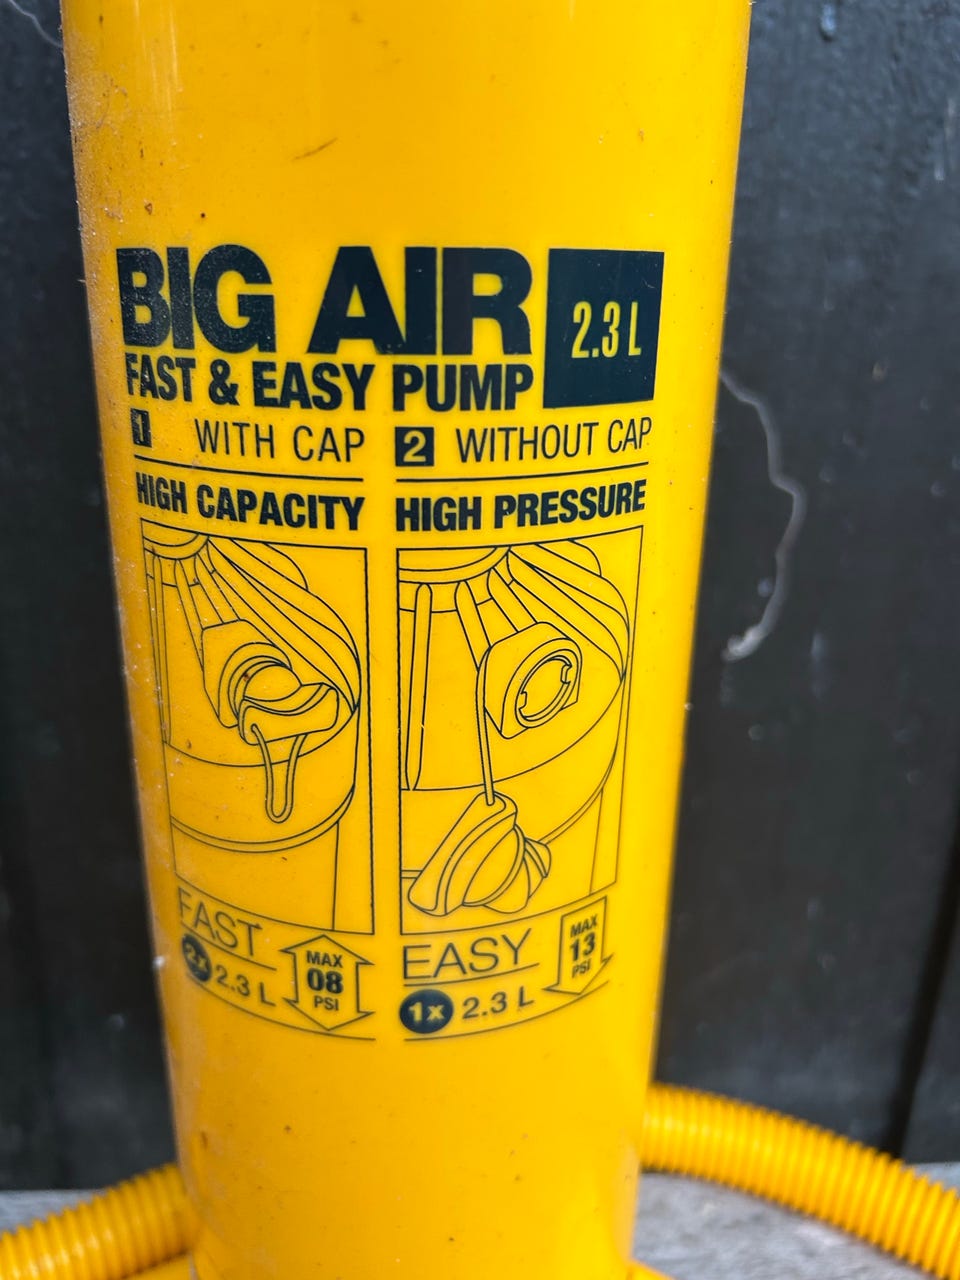 BIG AIR
2.3 L
FAST & EASY PUMP
1 WITH CAP
HIGH CAPACITY
FAST
2x 2.3 L
MAX
08
PSI
2 WITHOUT CAP
HIGH PRESSURE
EASY
1x 2.3 L
MAX
13
PSI